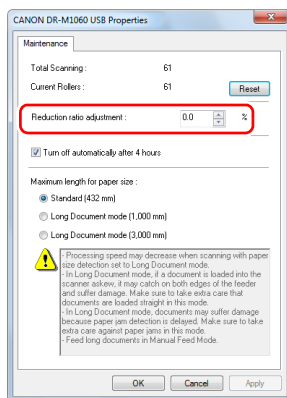 CANON DR-M1060 USB Properties
Maintenance
Total Scanning : 61
Current Rollers : 61 Reset
Reduction ratio adjustment : 0.0 %
Turn off automatically after 4 hours
Maximum length for paper size :
Standard (432 mm)
Long Document mode (1,000 mm)
Long Document mode (3,000 mm)
- Processing speed may decrease when scanning with paper
size detection set to Long Document mode.
- In Long Document mode, if a document is loaded into the
scanner askew, it may catch on both edges of the feeder
and suffer damage. Make sure to take extra care that
documents are loaded straight in this mode.
- In Long Document mode, documents may suffer damage
because paper jam detection is delayed. Make sure to take
extra care against paper jams in this mode.
- Feed long documents in Manual Feed Mode.
OK Cancel Apply